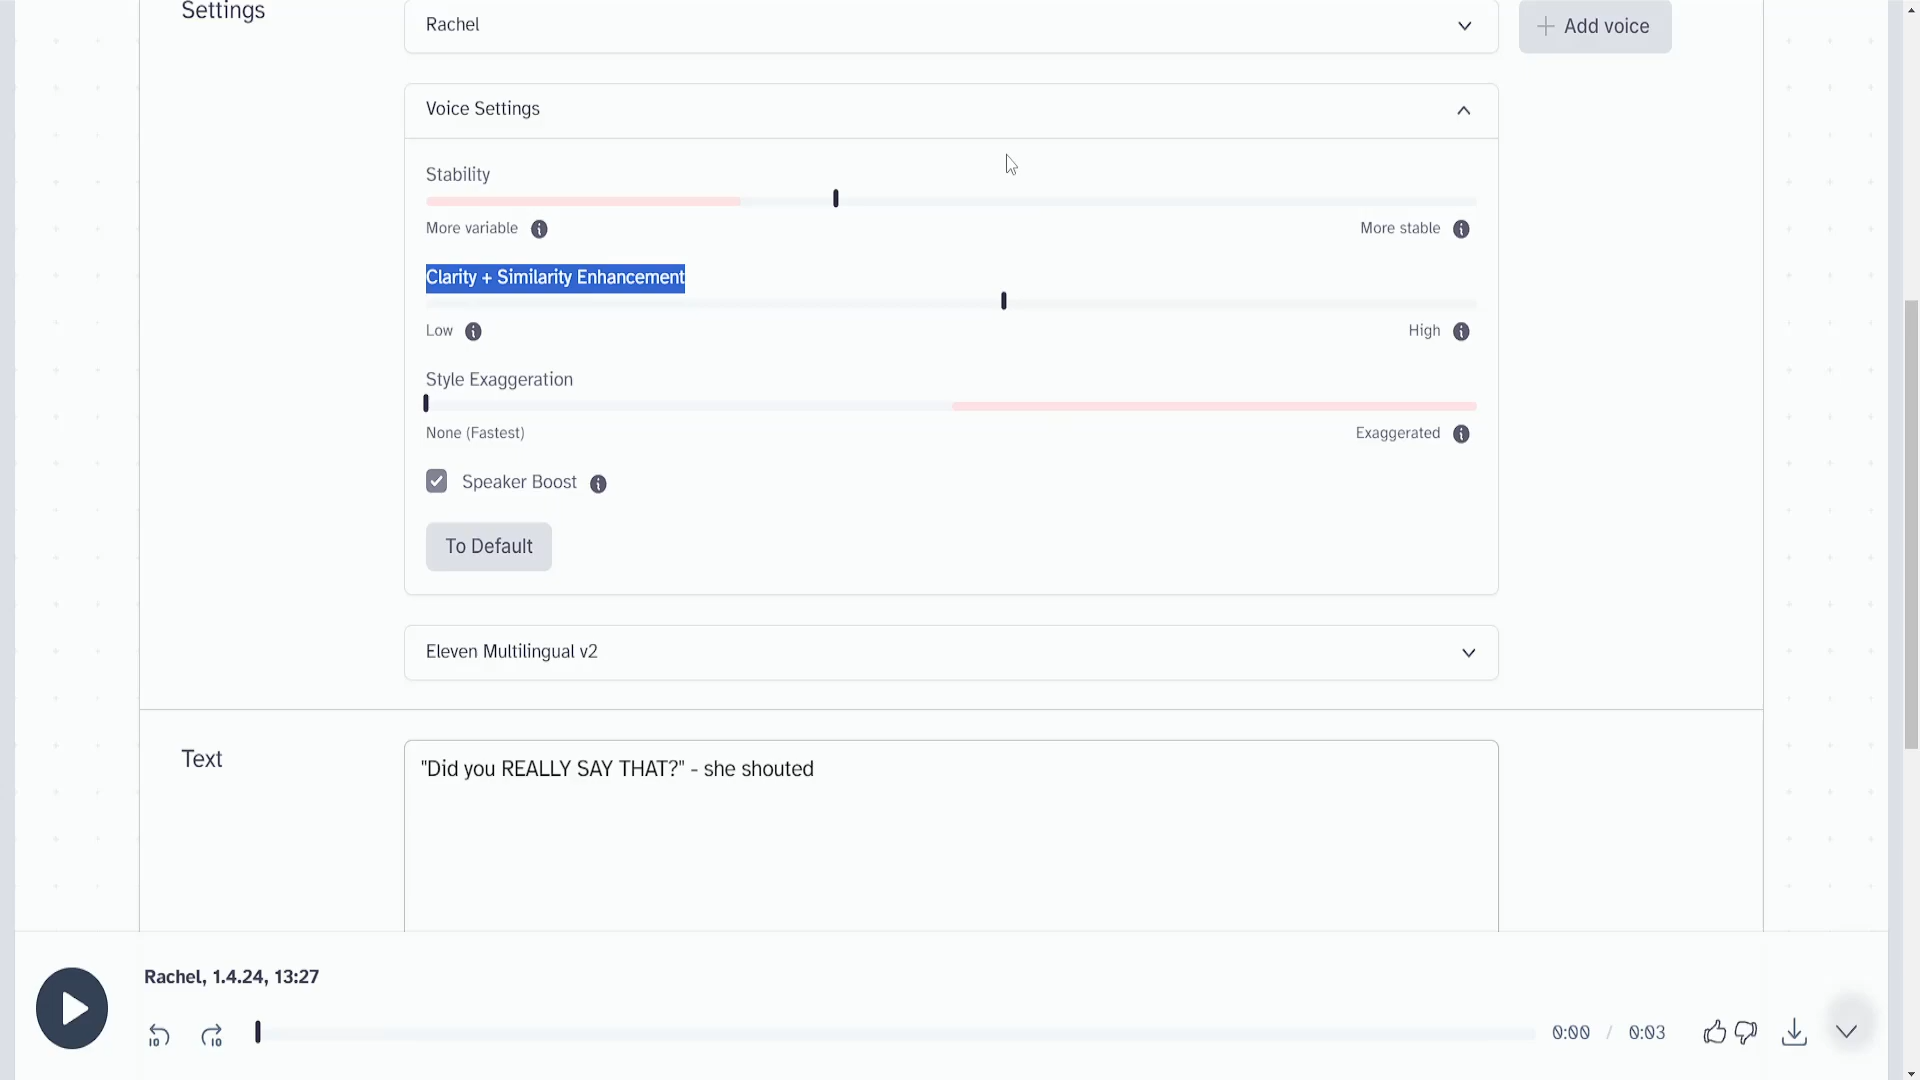 Settings
Rachel
Add voice
Voice Settings
Stability
More variable
More stable
Clarity + Similarity Enhancement
Low
High
Style Exaggeration
None (Fastest)
Exaggerated
Speaker Boost
To Default
Eleven Multilingual v2
Text
"Did you REALLY SAY THAT?" - she shouted
Rachel, 1.4.24, 13:27
10
10
0:00 / 0:03